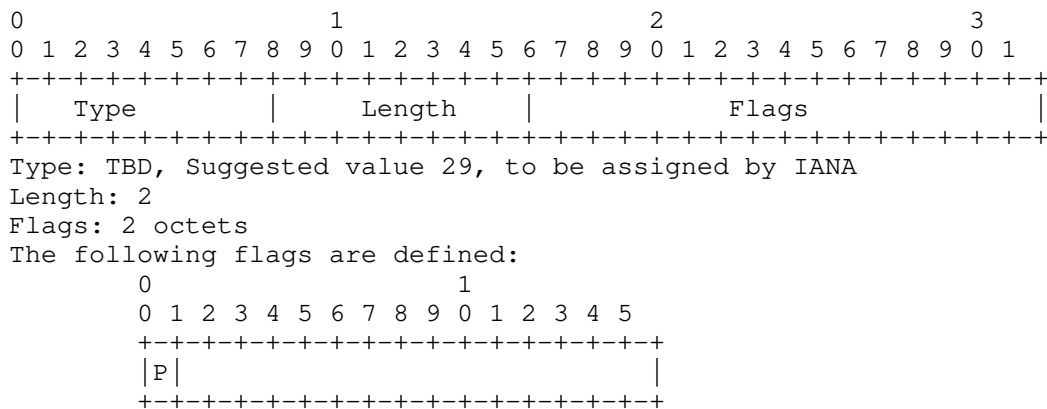 0                   1                   2                   3
0 1 2 3 4 5 6 7 8 9 0 1 2 3 4 5 6 7 8 9 0 1 2 3 4 5 6 7 8 9 0 1
+-+-+-+-+-+-+-+-+-+-+-+-+-+-+-+-+-+-+-+-+-+-+-+-+-+-+-+-+-+-+-+-+
|   Type        |     Length    |            Flags              |
+-+-+-+-+-+-+-+-+-+-+-+-+-+-+-+-+-+-+-+-+-+-+-+-+-+-+-+-+-+-+-+-+
Type: TBD, Suggested value 29, to be assigned by IANA
Length: 2
Flags: 2 octets
The following flags are defined:
        0                   1
        0 1 2 3 4 5 6 7 8 9 0 1 2 3 4 5
        +-+-+-+-+-+-+-+-+-+-+-+-+-+-+-+-+
        |P|                             |
        +-+-+-+-+-+-+-+-+-+-+-+-+-+-+-+-+